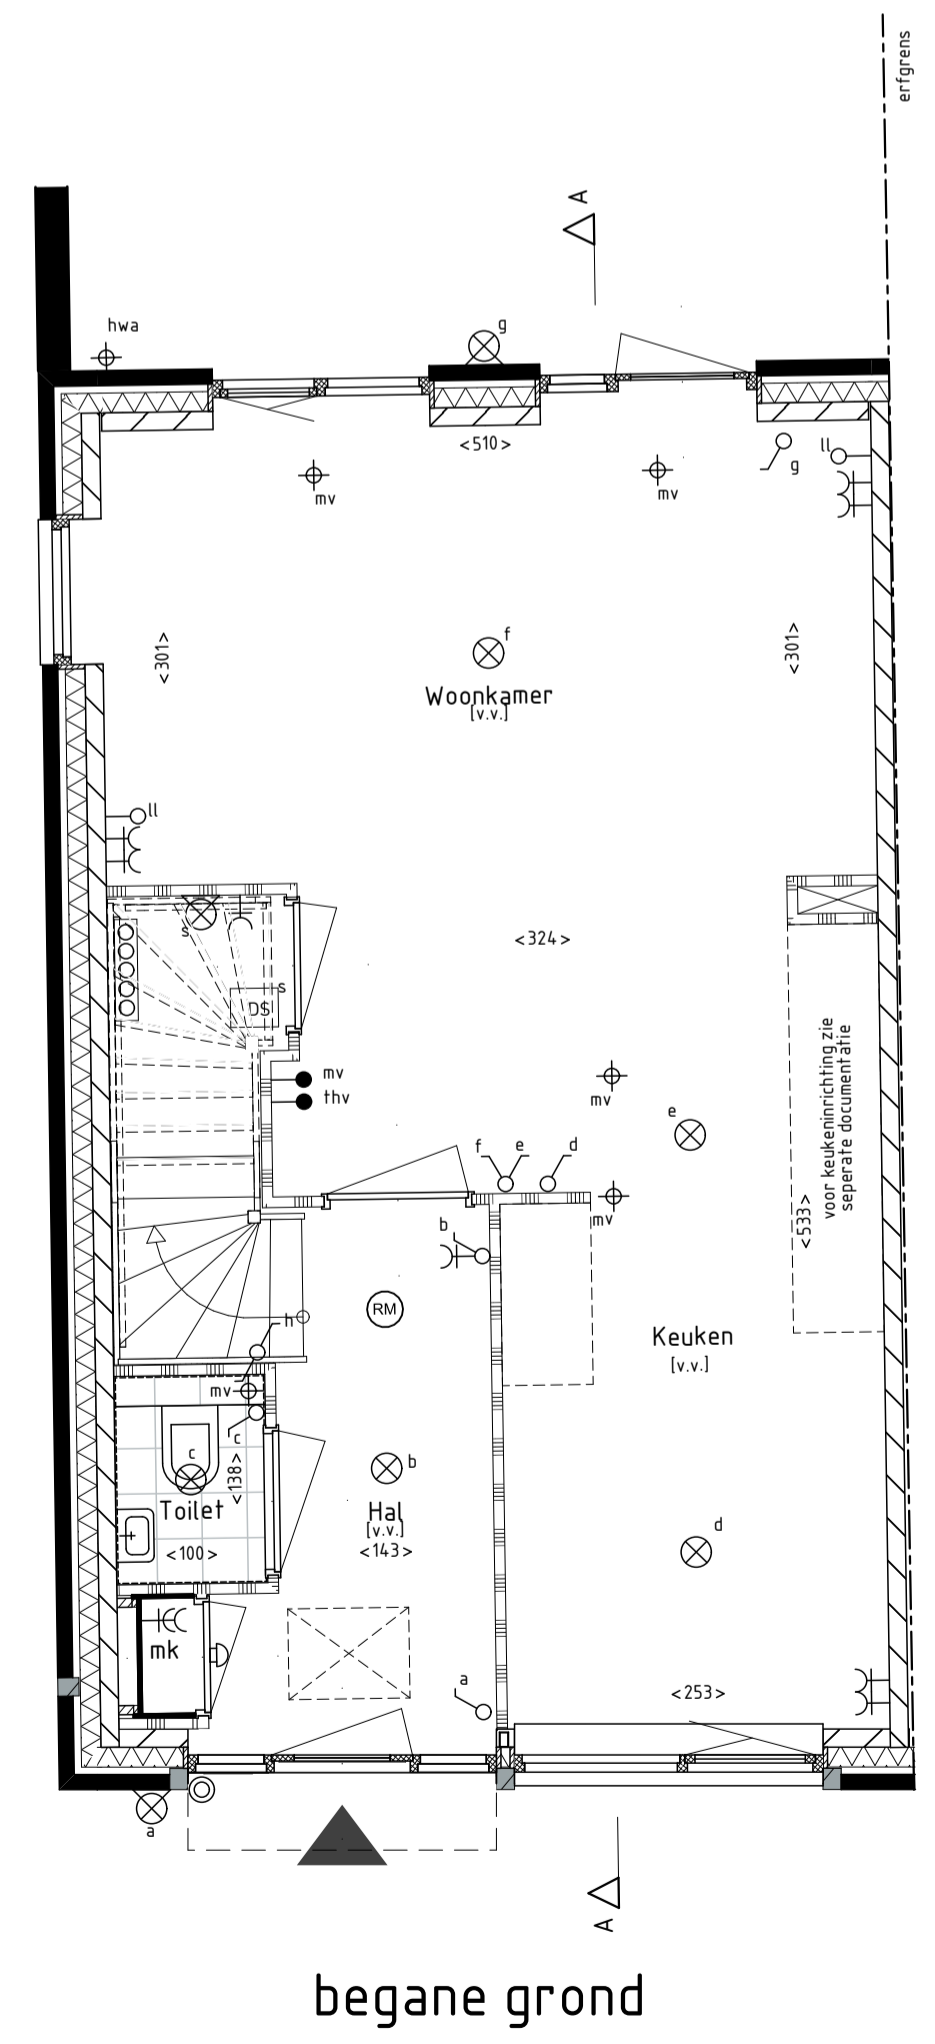 erfgrens
A
hwa
g
<510>
mv
mv
g
ll
<301>
<301>
f
Woonkamer
[v.v.]
ll
s
<324>
s
DS
mv
thv
mv
e
voor keukeninrichting zie
seperate documentatie
f
e
d
mv
<533>
b
RM
h
Keuken
[v.v.]
mv
c
c
<138>
b
Toilet
Hal
[v.v.]
<143>
<100>
d
mk
a
<253>
a
A
begane grond